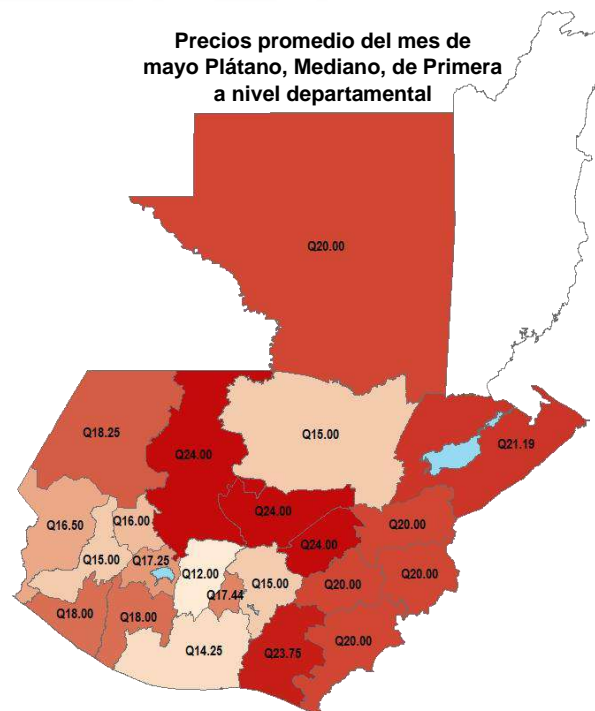 Precios promedio del mes de
mayo Plátano, Mediano, de Primera
a nivel departamental
Q20.00
Q18.25
Q24.00
Q15.00
Q21.19
Q16.50
Q16.00
Q24.00
Q20.00
Q15.00
Q17.25
Q24.00
Q12.00
Q15.00
Q20.00
Q20.00
Q17.44
Q18.00
Q18.00
Q20.00
Q14.25
Q23.75